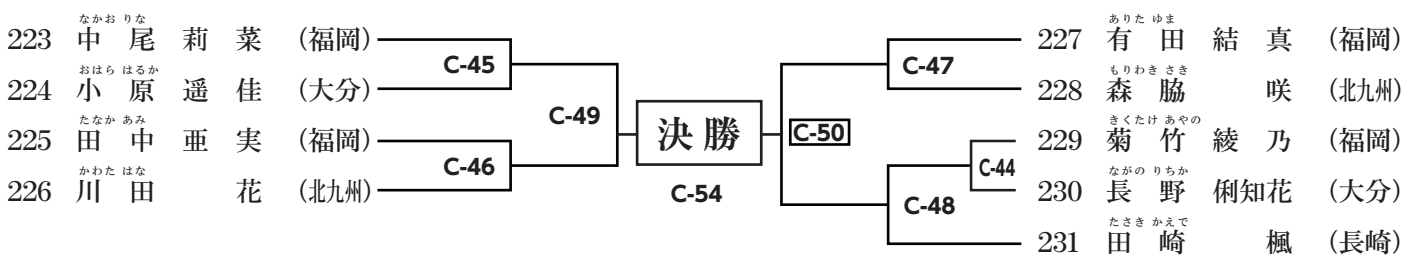 なかお りな
223 中尾莉菜 (福岡)
C-45
おはら はるか
224 小原遥佳 (大分)
C-49
たなか あみ
225 田中亜実 (福岡)
C-46
かわた はな
226 川田花 (北九州)
決勝
C-54
C-50
ありた ゆま
227 有田結真 (福岡)
C-47
もりわき さき
228 森脇咲 (北九州)
きくたけ あやの
229 菊竹綾乃 (福岡)
C-44
ながの りちか
230 長野俐知花 (大分)
C-48
たさき かえで
231 田崎楓 (長崎)